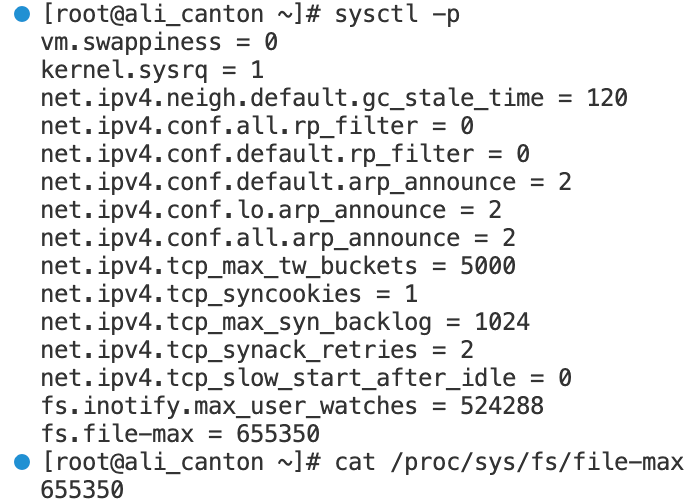 [root@ali_canton ~]# sysctl -p
vm.swappiness = 0
kernel.sysrq = 1
net.ipv4.neigh.default.gc_stale_time = 120
net.ipv4.conf.all.rp_filter = 0
net.ipv4.conf.default.rp_filter = 0
net.ipv4.conf.default.arp_announce = 2
net.ipv4.conf.lo.arp_announce = 2
net.ipv4.conf.all.arp_announce = 2
net.ipv4.tcp_max_tw_buckets = 5000
net.ipv4.tcp_syncookies = 1
net.ipv4.tcp_max_syn_backlog = 1024
net.ipv4.tcp_synack_retries = 2
net.ipv4.tcp_slow_start_after_idle = 0
fs.inotify.max_user_watches = 524288
fs.file-max = 655350
[root@ali_canton ~]# cat /proc/sys/fs/file-max
655350